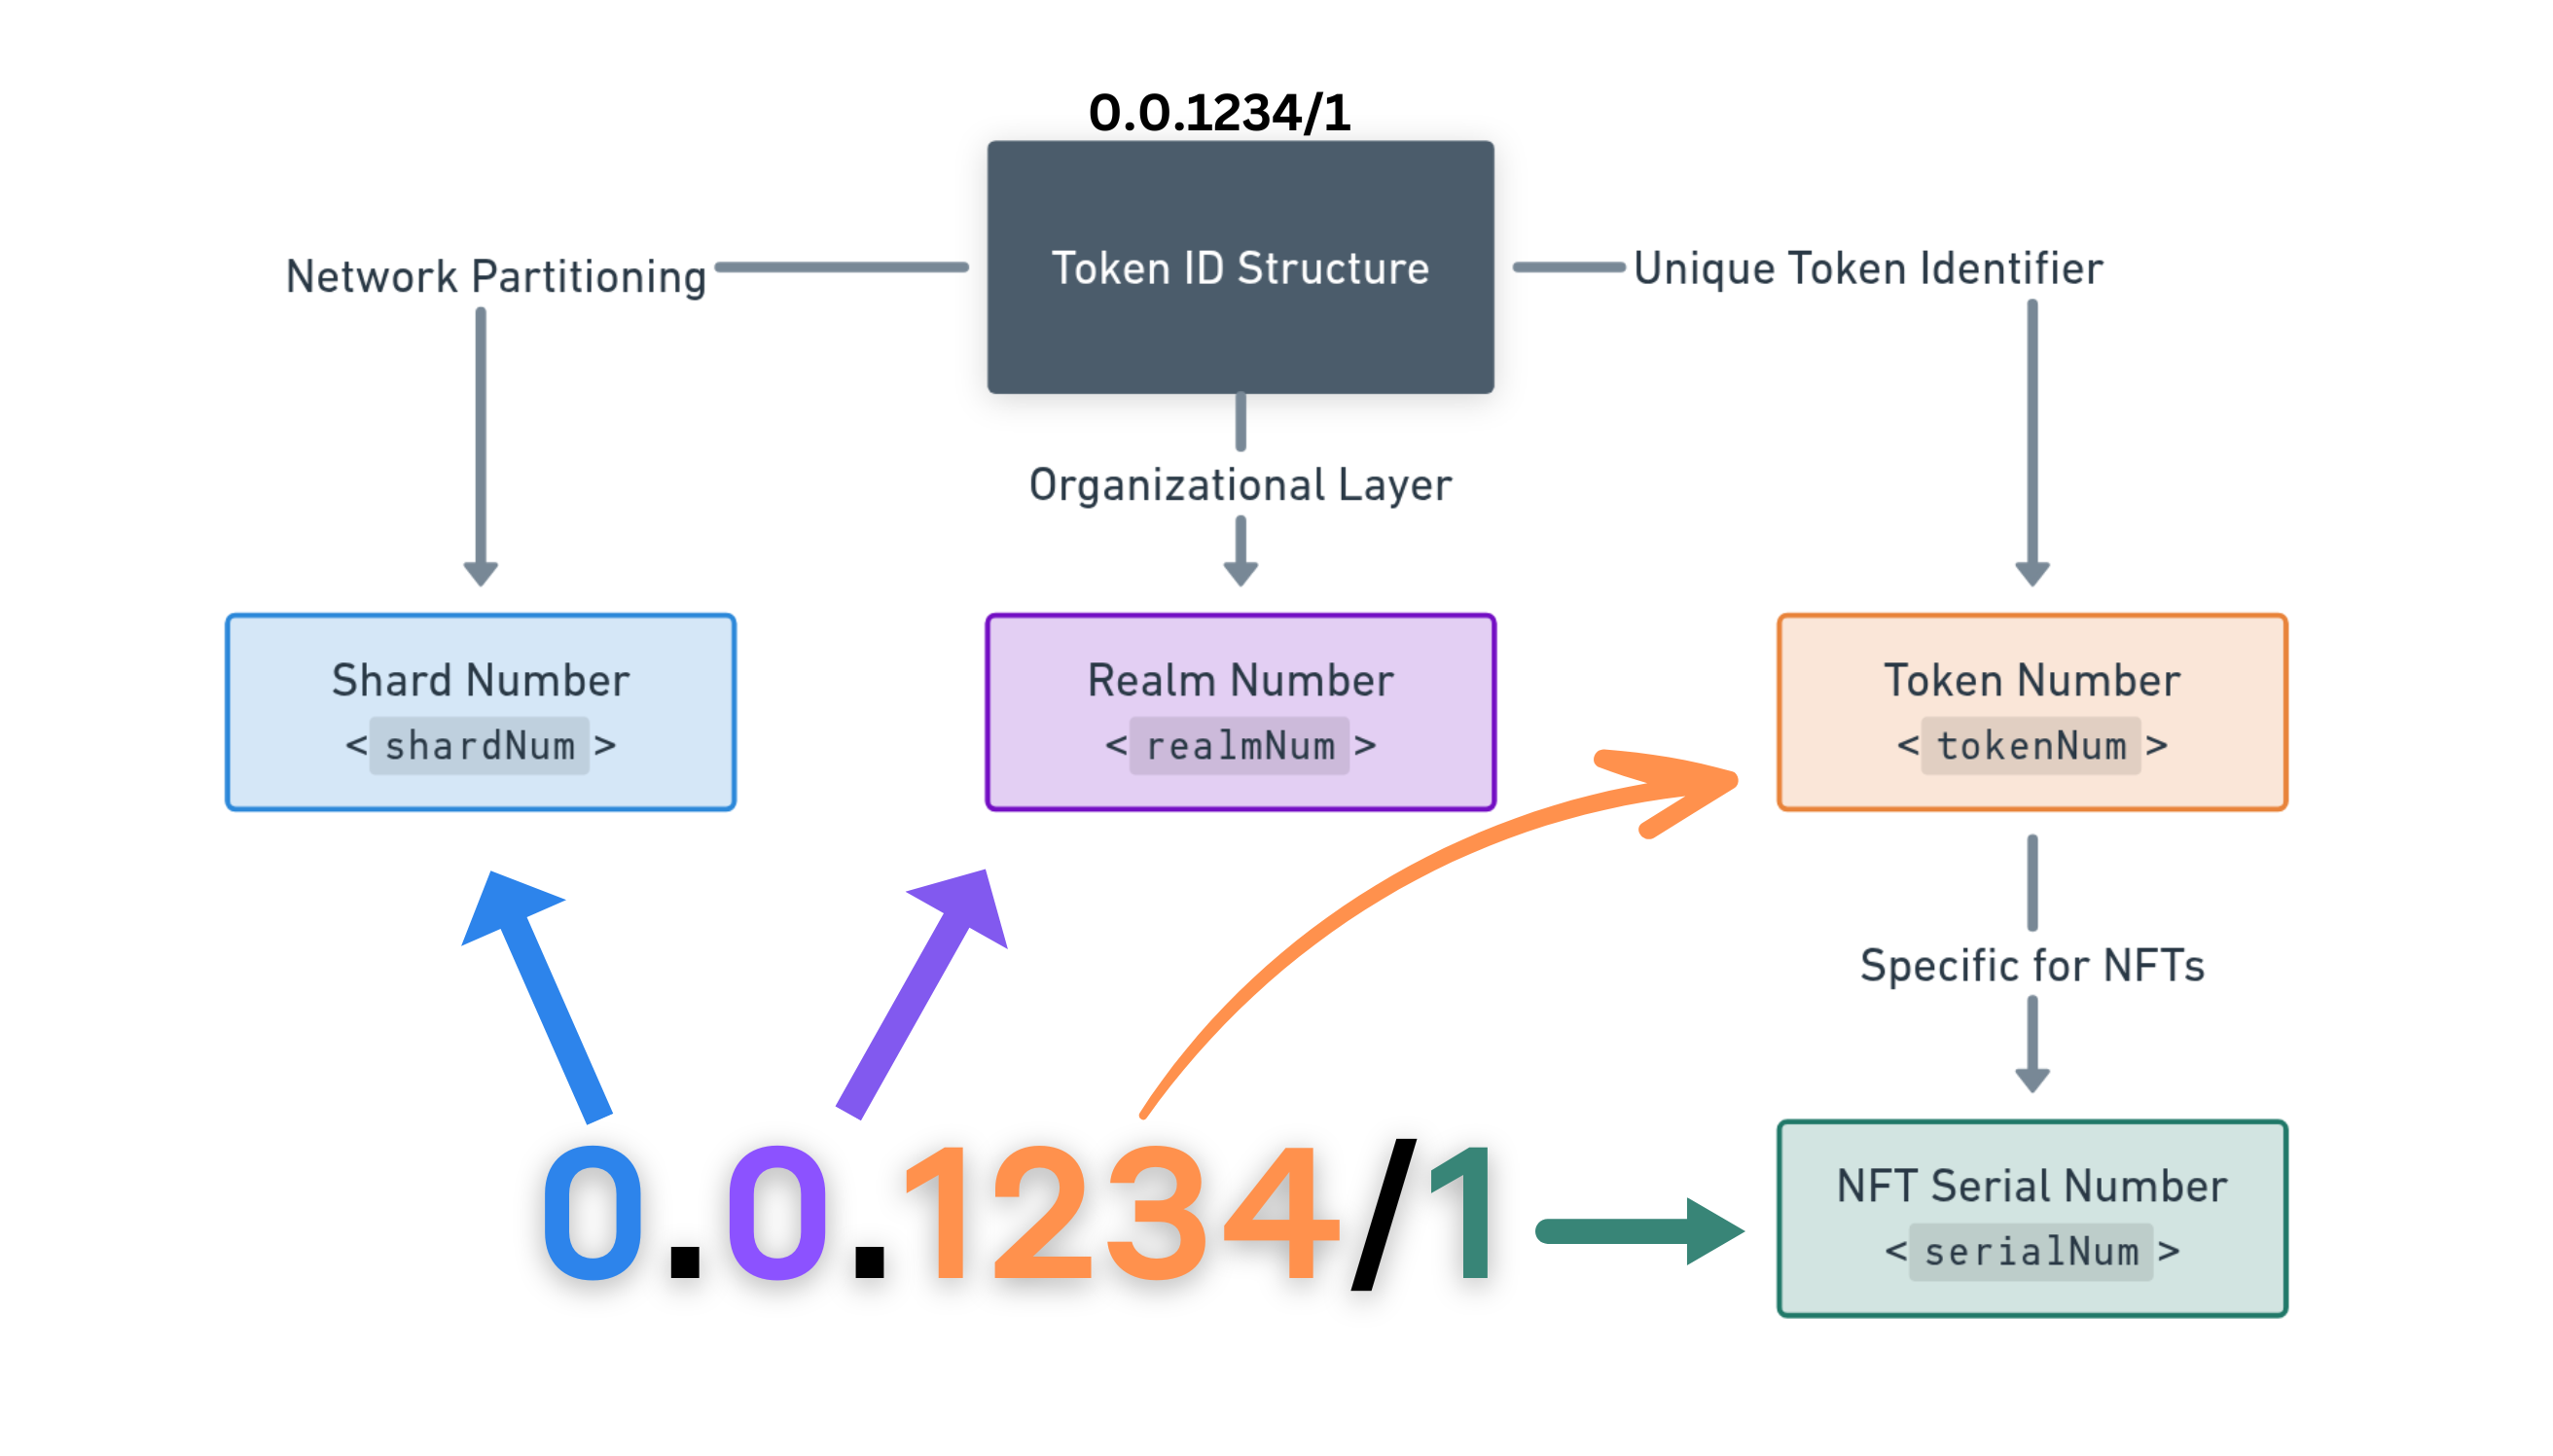 0.0.1234/1
Token ID Structure
Network Partitioning
Unique Token Identifier
Organizational Layer
Shard Number
< shardNum >
Realm Number
< realmNum >
Token Number
< tokenNum >
Specific for NFTs
NFT Serial Number
< serialNum >
0.0.1234/1